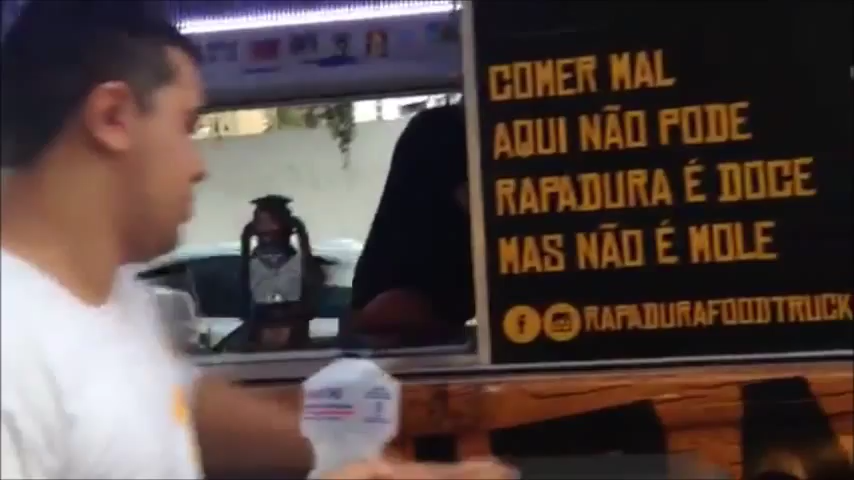 COMER MAL
AQUI NÃO PODE
RAPADURA É DOCE
MAS NÃO É MOLE
RAPADURAFOODTRUCK